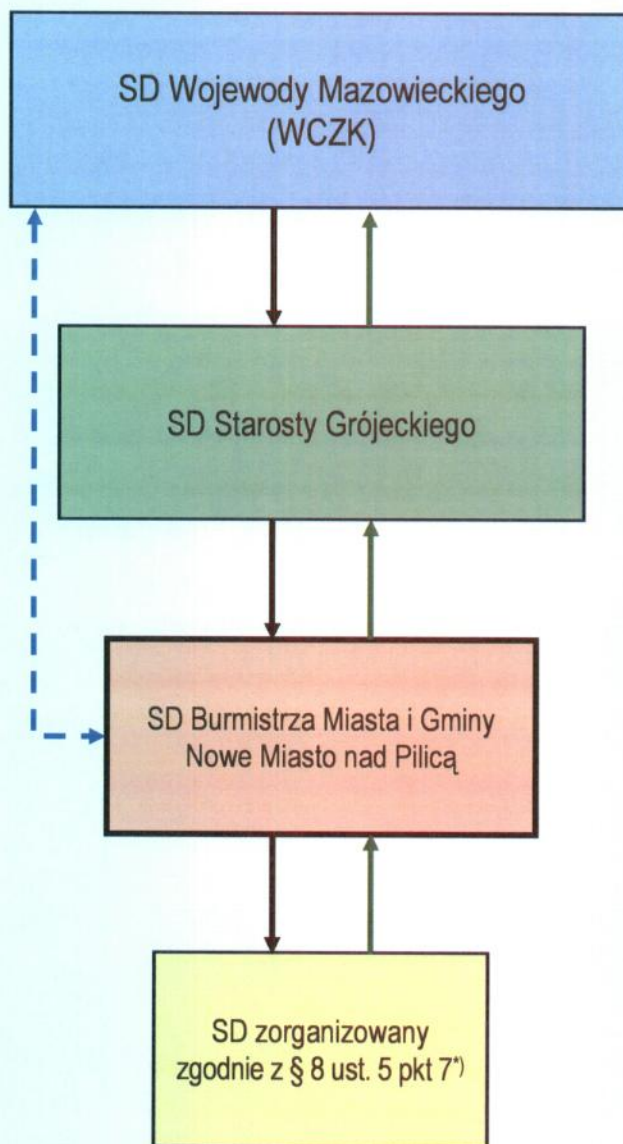 SD Wojewody Mazowieckiego
(WCZK)
SD Starosty Grójeckiego
SD Burmistrza Miasta i Gminy
Nowe Miasto nad Pilicą
SD zorganizowany
zgodnie z § 8 ust. 5 pkt 7*)